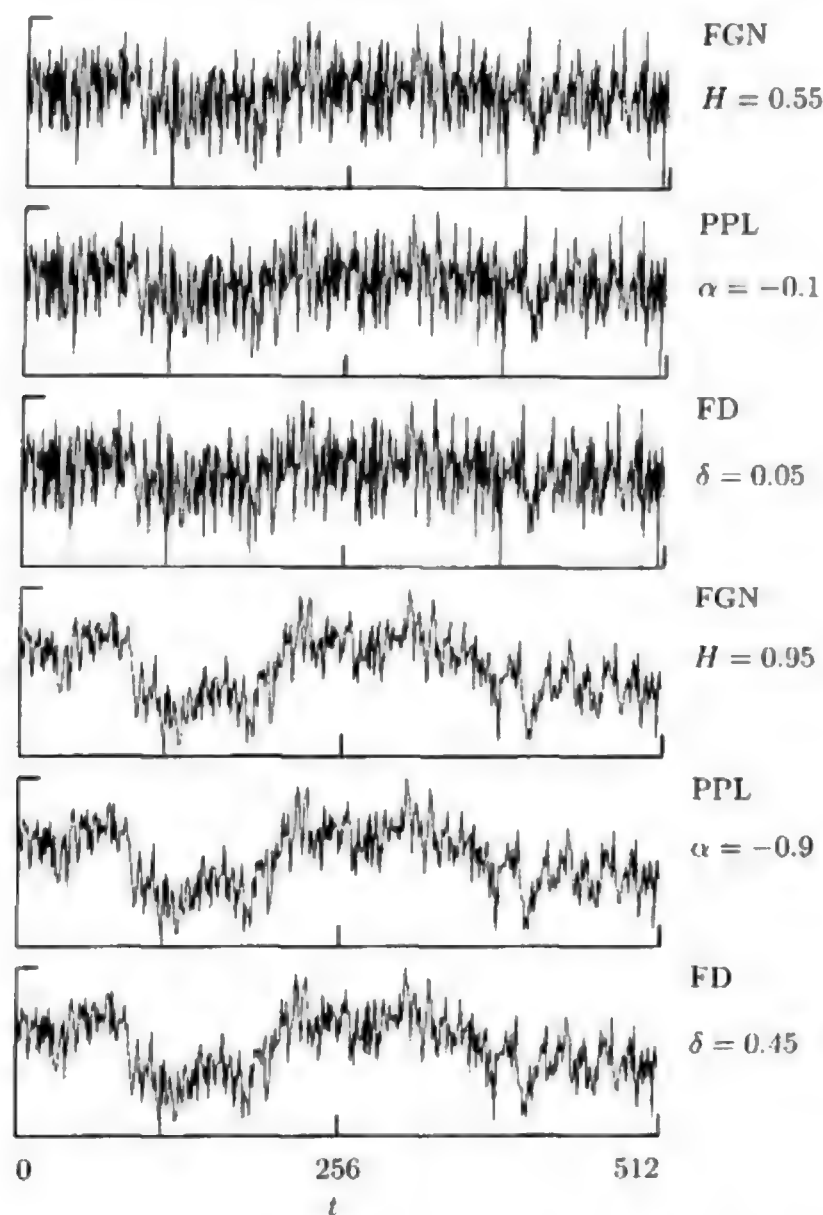 FGN
H = 0.55
PPL
α = −0.1
FD
δ = 0.05
FGN
H = 0.95
PPL
α = −0.9
FD
δ = 0.45
0 256 512
t